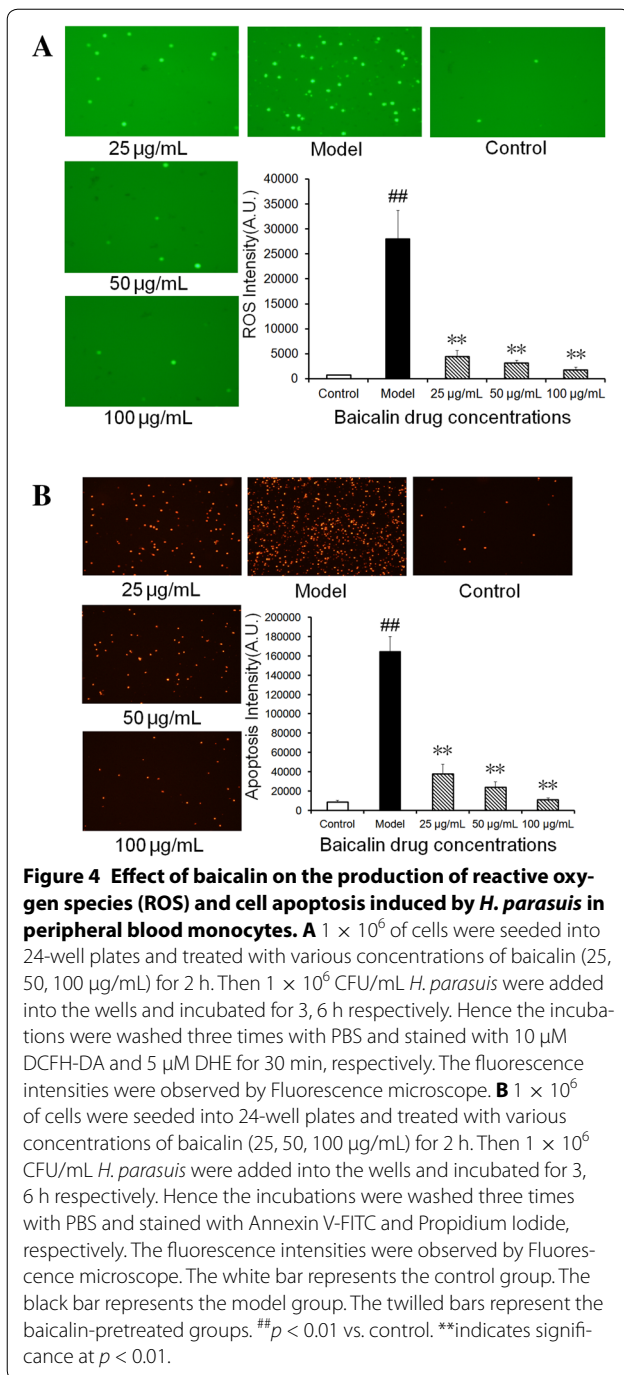 A
25 µg/mL
Model
Control
50 µg/mL
100 µg/mL
ROS Intensity(A.U.)
40000
35000
30000
25000
20000
15000
10000
5000
0
##
**
**
**
Control Model 25 µg/mL 50 µg/mL 100 µg/mL
Baicalin drug concentrations
B
25 µg/mL
Model
Control
50 µg/mL
100 µg/mL
Apoptosis Intensity(A.U.)
200000
180000
160000
140000
120000
100000
80000
60000
40000
20000
0
##
**
**
**
Control Model 25 µg/mL 50 µg/mL 100 µg/mL
Baicalin drug concentrations
Figure 4 Effect of baicalin on the production of reactive oxy-
gen species (ROS) and cell apoptosis induced by H. parasuis in
peripheral blood monocytes. A 1 × 10⁶ of cells were seeded into
24-well plates and treated with various concentrations of baicalin (25,
50, 100 µg/mL) for 2 h. Then 1 × 10⁶ CFU/mL H. parasuis were added
into the wells and incubated for 3, 6 h respectively. Hence the incuba-
tions were washed three times with PBS and stained with 10 µM
DCFH-DA and 5 µM DHE for 30 min, respectively. The fluorescence
intensities were observed by Fluorescence microscope. B 1 × 10⁶
of cells were seeded into 24-well plates and treated with various
concentrations of baicalin (25, 50, 100 µg/mL) for 2 h. Then 1 × 10⁶
CFU/mL H. parasuis were added into the wells and incubated for 3,
6 h respectively. Hence the incubations were washed three times
with PBS and stained with Annexin V-FITC and Propidium Iodide,
respectively. The fluorescence intensities were observed by Fluores-
cence microscope. The white bar represents the control group. The
black bar represents the model group. The twilled bars represent the
baicalin-pretreated groups. ##p < 0.01 vs. control. **indicates signifi-
cance at p < 0.01.